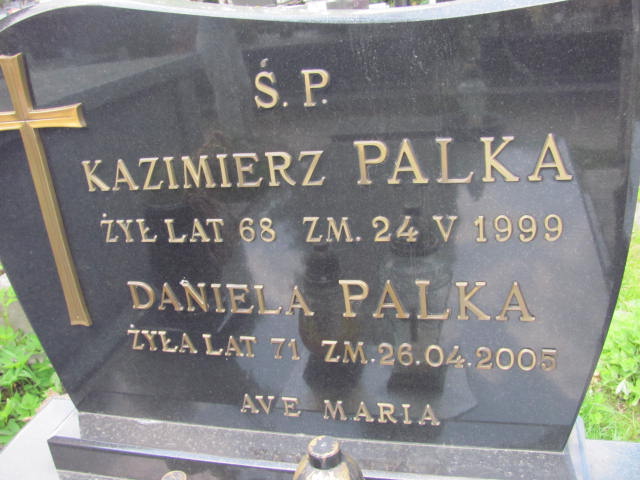 Ś. P.
KAZIMIERZ PALKA
ŻYŁ LAT 68 ZM. 24 V 1999
DANIELA PALKA
ŻYŁA LAT 71 ZM. 26.04.2005
AVE MARIA